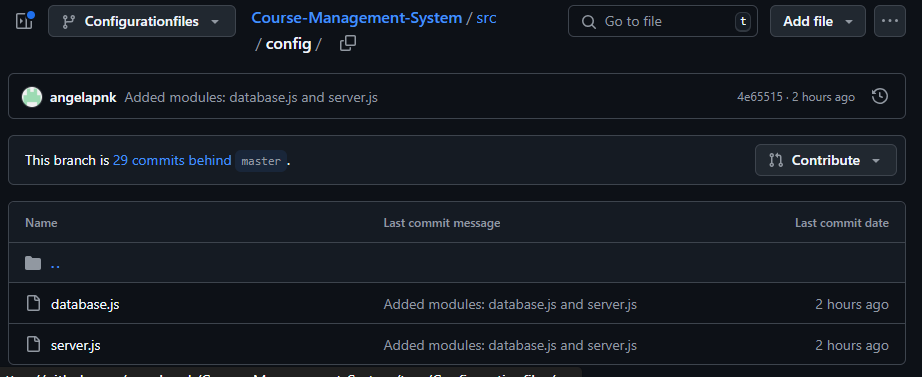 Configurationfiles
Course-Management-System / src
/ config /
Go to file
t
Add file
angelapnk Added modules: database.js and server.js
4e65515 · 2 hours ago
This branch is 29 commits behind master .
Contribute
Name Last commit message Last commit date
..
database.js Added modules: database.js and server.js 2 hours ago
server.js Added modules: database.js and server.js 2 hours ago